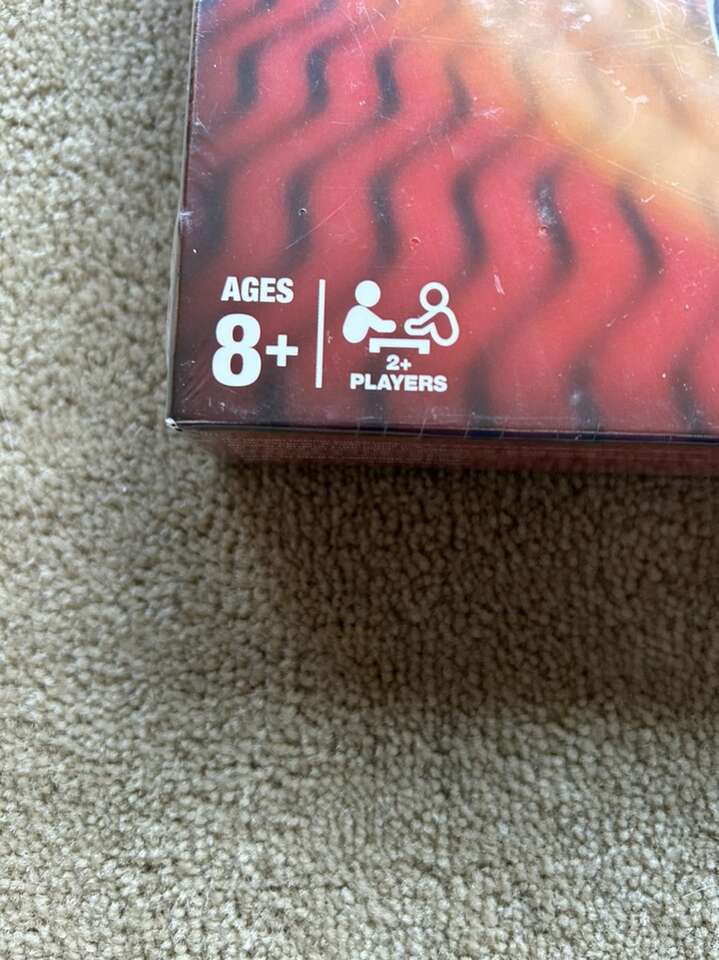 AGES
8+
2+
PLAYERS